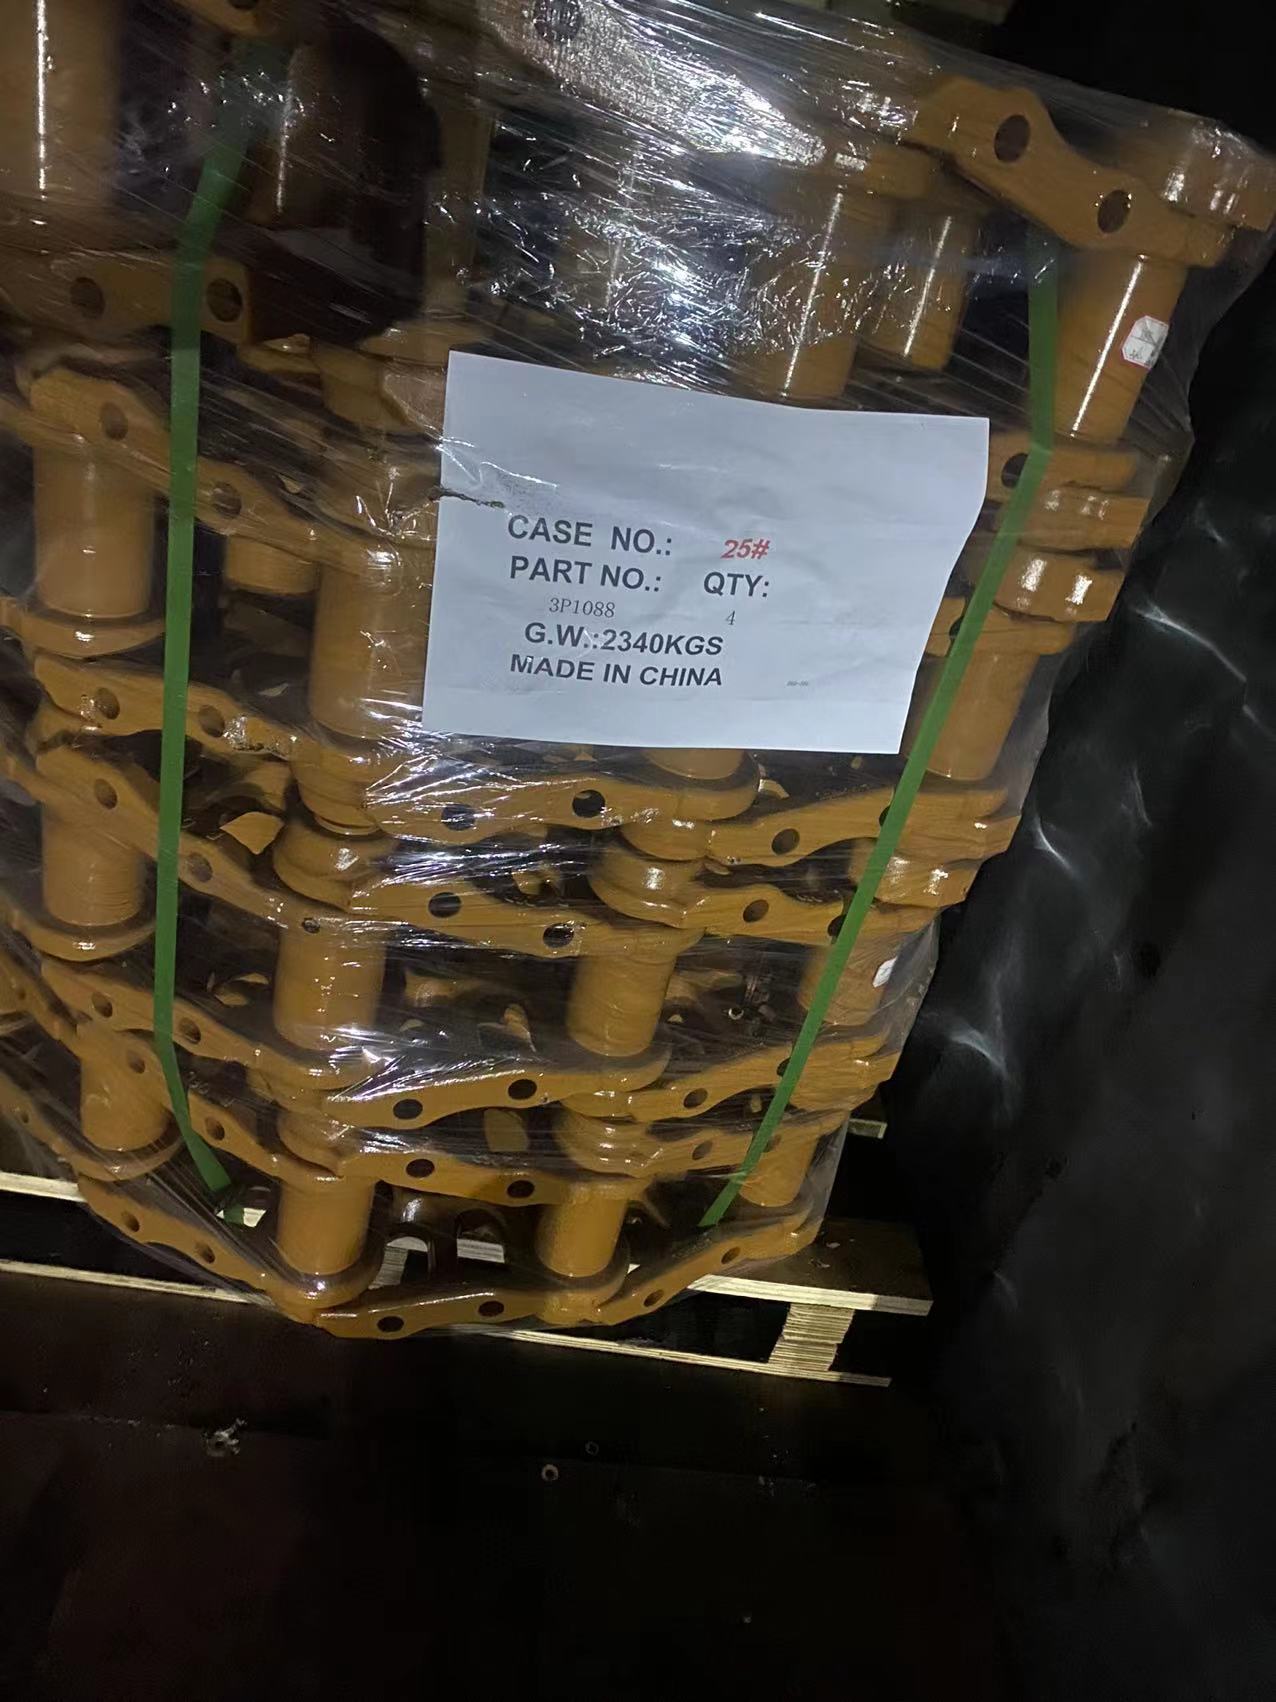 CASE NO.: 25#
PART NO.: QTY:
3P1088 4
G.W.:2340KGS
MADE IN CHINA